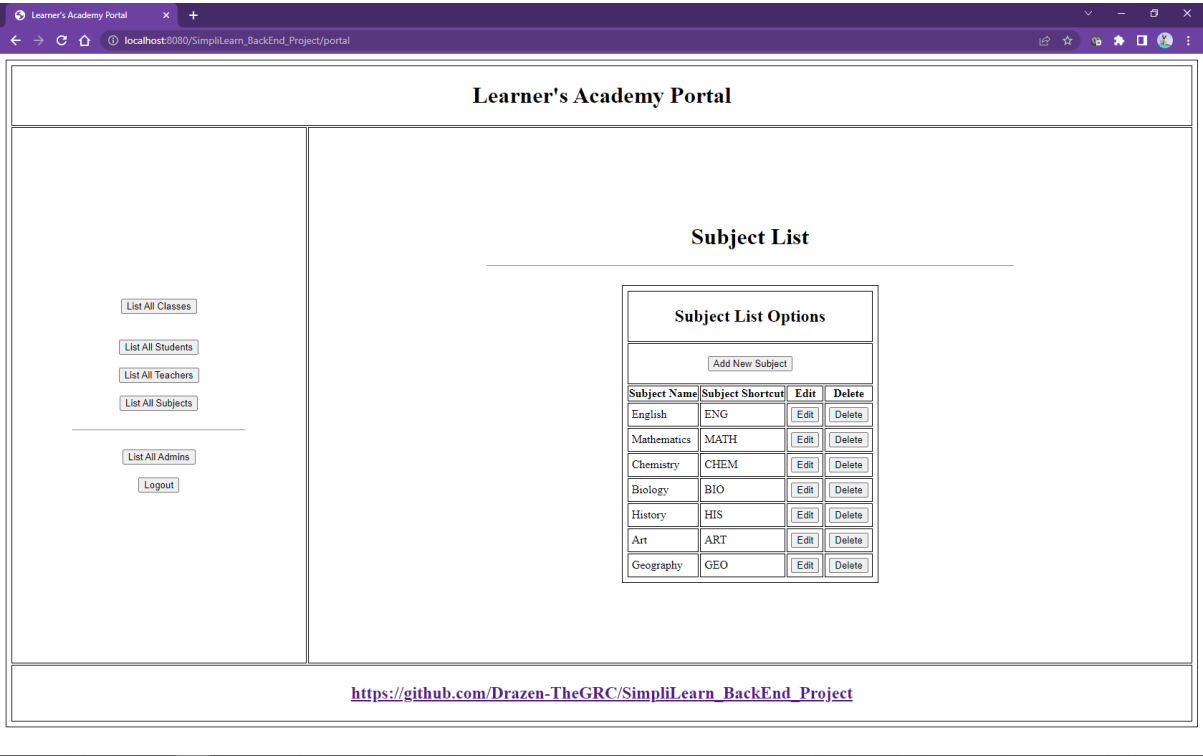 Learner's Academy Portal
localhost:8080/SimpliLearn_BackEnd_Project/portal
Learner's Academy Portal
List All Classes
List All Students
List All Teachers
List All Subjects
List All Admins
Logout
Subject List
Subject List Options
Add New Subject
Subject Name Subject Shortcut Edit Delete
English ENG Edit Delete
Mathematics MATH Edit Delete
Chemistry CHEM Edit Delete
Biology BIO Edit Delete
History HIS Edit Delete
Art ART Edit Delete
Geography GEO Edit Delete
https://github.com/Drazen-TheGRC/SimpliLearn_BackEnd_Project